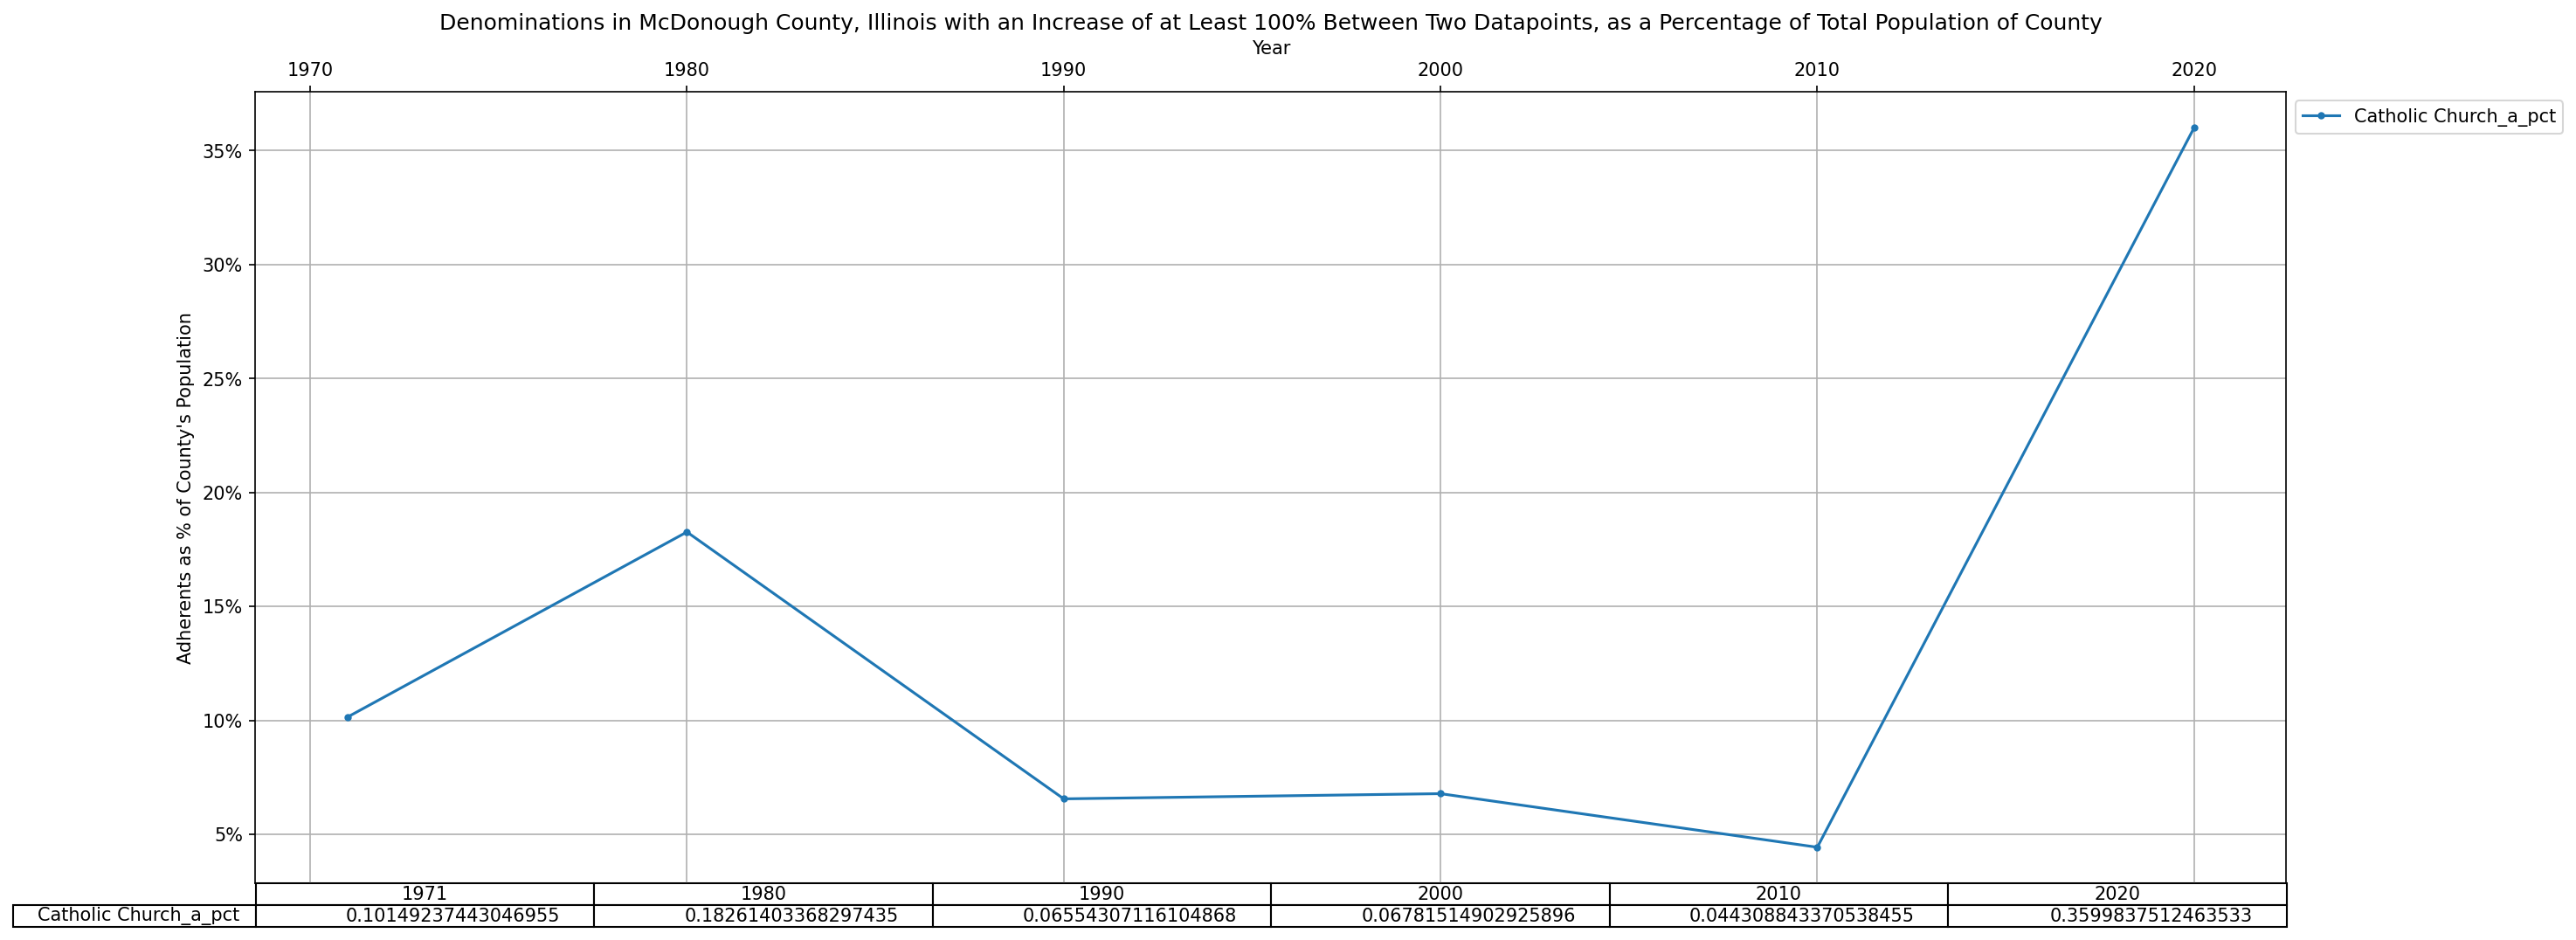 Denominations in McDonough County, Illinois with an Increase of at Least 100% Between Two Datapoints, as a Percentage of Total Population of County
Year
1970 1980 1990 2000 2010 2020
Catholic Church_a_pct
35%
30%
25%
20%
15%
10%
5%
Adherents as % of County's Population
1971 1980 1990 2000 2010 2020
Catholic Church_a_pct 0.10149237443046955 0.18261403368297435 0.06554307116104868 0.06781514902925896 0.044308843370538455 0.3599837512463533